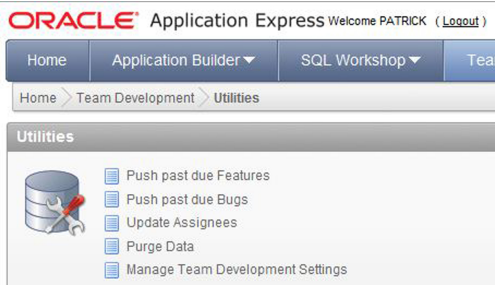 ORACLE® Application Express Welcome PATRICK ( Logout )
Home Application Builder SQL Workshop Tea
Home Team Development Utilities
Utilities
Push past due Features
Push past due Bugs
Update Assignees
Purge Data
Manage Team Development Settings